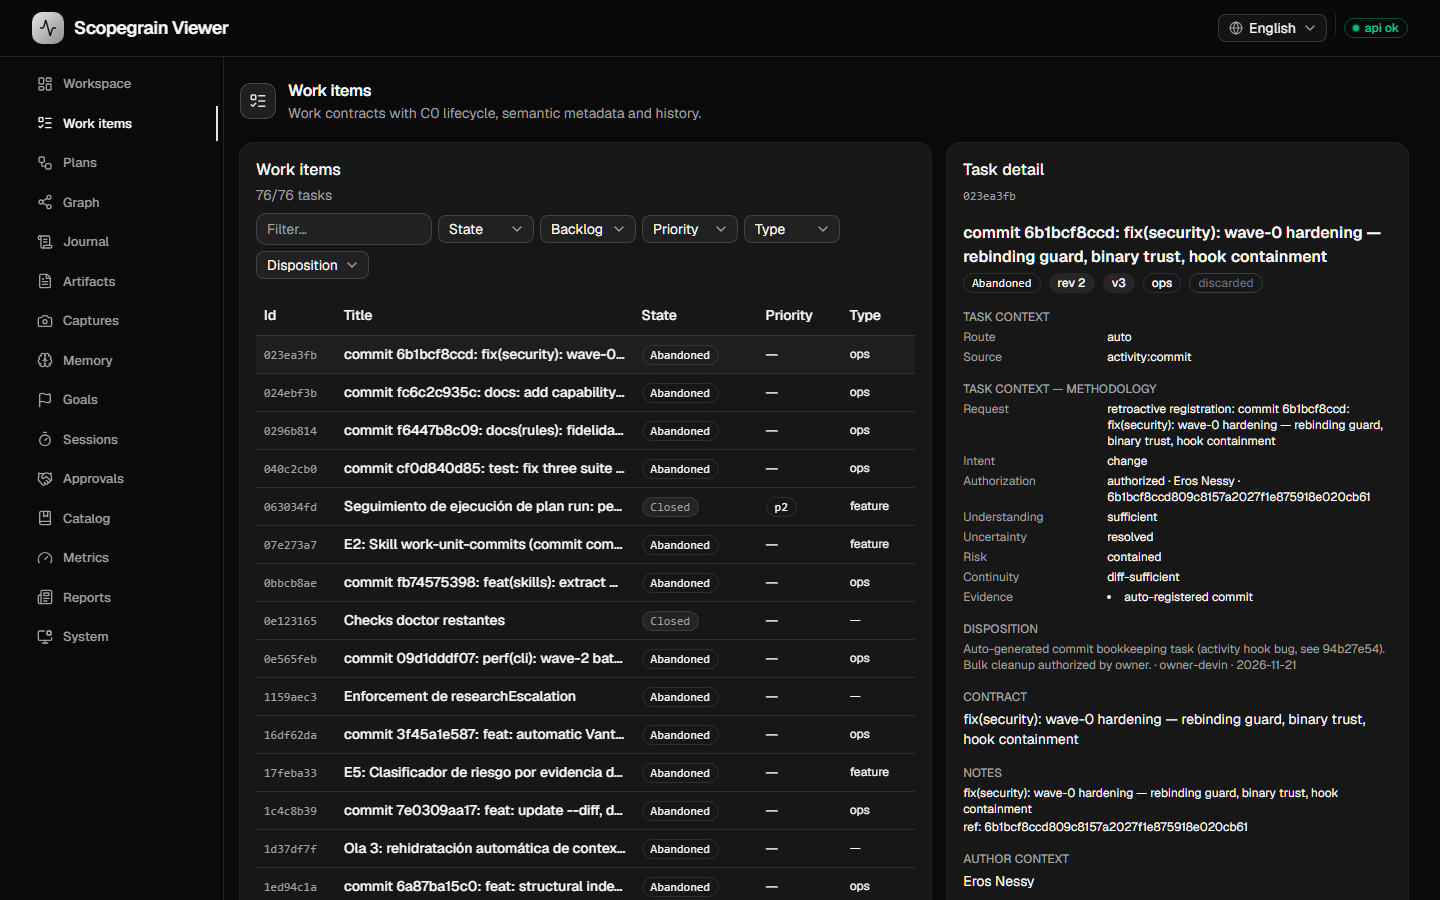 Scopegrain Viewer
English
api ok
Workspace
Work items
Plans
Graph
Journal
Artifacts
Captures
Memory
Goals
Sessions
Approvals
Catalog
Metrics
Reports
System
Work items
Work contracts with C0 lifecycle, semantic metadata and history.
Work items
76/76 tasks
Filter...
State
Backlog
Priority
Type
Disposition
Id Title State Priority Type
023ea3fb commit 6b1bcf8ccd: fix(security): wave-0... Abandoned — ops
024ebf3b commit fc6c2c935c: docs: add capability... Abandoned — ops
0296b814 commit f6447b8c09: docs(rules): fidelida... Abandoned — ops
040c2cb0 commit cf0d840d85: test: fix three suite ... Abandoned — ops
063034fd Seguimiento de ejecución de plan run: pe... Closed p2 feature
07e273a7 E2: Skill work-unit-commits (commit com... Abandoned — feature
0bbcb8ae commit fb74575398: feat(skills): extract ... Abandoned — ops
0e123165 Checks doctor restantes Closed — —
0e565feb commit 09d1dddf07: perf(cli): wave-2 bat... Abandoned — ops
1159aec3 Enforcement de researchEscalation Abandoned — —
16df62da commit 3f45a1e587: feat: automatic Vant... Abandoned — ops
17feba33 E5: Clasificador de riesgo por evidencia d... Abandoned — feature
1c4c8b39 commit 7e0309aa17: feat: update --diff, d... Abandoned — ops
1d37df7f Ola 3: rehidratación automática de contex... Abandoned — —
1ed94c1a commit 6a87ba15c0: feat: structural inde... Abandoned — ops
Task detail
023ea3fb
commit 6b1bcf8ccd: fix(security): wave-0 hardening —
rebinding guard, binary trust, hook containment
Abandoned rev 2 v3 ops discarded
TASK CONTEXT
Route auto
Source activity:commit
TASK CONTEXT — METHODOLOGY
Request retroactive registration: commit 6b1bcf8ccd:
fix(security): wave-0 hardening — rebinding guard,
binary trust, hook containment
Intent change
Authorization authorized · Eros Nessy ·
6b1bcf8ccd809c8157a2027f1e875918e020cb61
Understanding sufficient
Uncertainty resolved
Risk contained
Continuity diff-sufficient
Evidence • auto-registered commit
DISPOSITION
Auto-generated commit bookkeeping task (activity hook bug, see 94b27e54).
Bulk cleanup authorized by owner. · owner-devin · 2026-11-21
CONTRACT
fix(security): wave-0 hardening — rebinding guard, binary trust,
hook containment
NOTES
fix(security): wave-0 hardening — rebinding guard, binary trust, hook
containment
ref: 6b1bcf8ccd809c8157a2027f1e875918e020cb61
AUTHOR CONTEXT
Eros Nessy